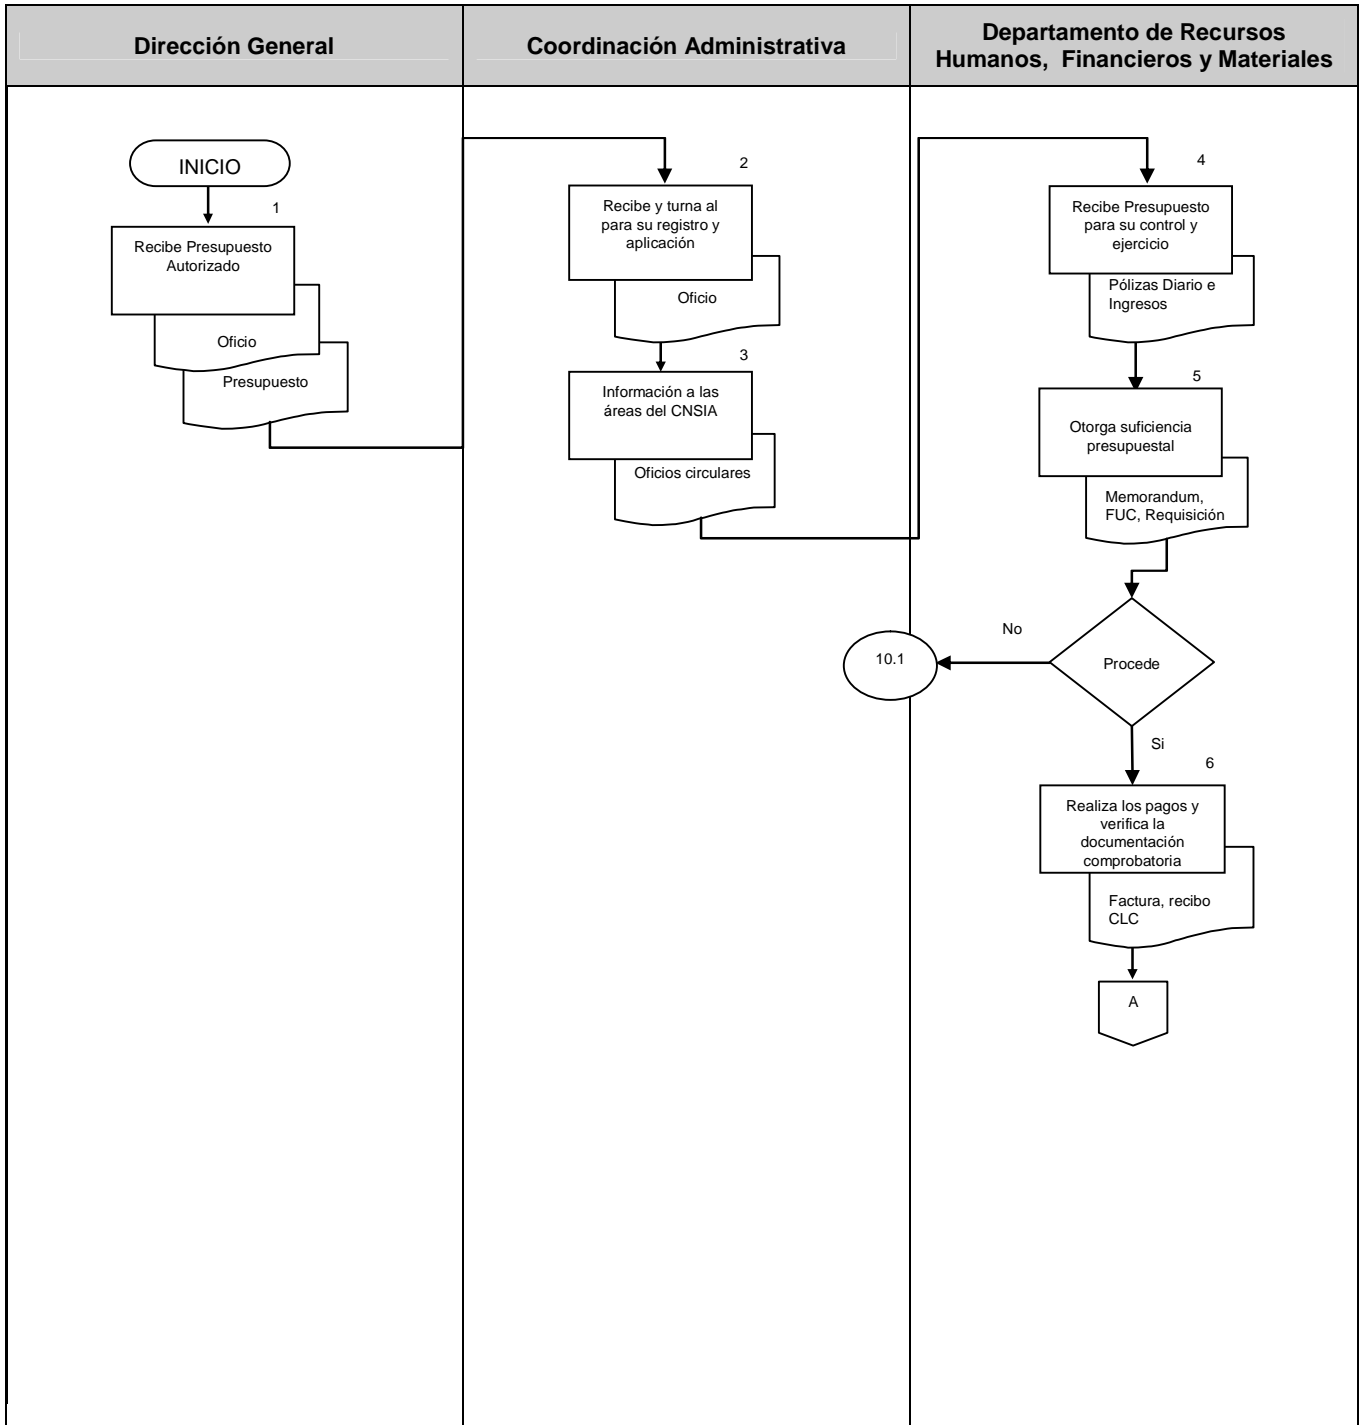 Dirección General
Coordinación Administrativa
Departamento de Recursos
Humanos, Financieros y Materiales
INICIO
1
Recibe Presupuesto
Autorizado
Oficio
Presupuesto
2
Recibe y turna al
para su registro y
aplicación
Oficio
3
Información a las
áreas del CNSIA
Oficios circulares
4
Recibe Presupuesto
para su control y
ejercicio
Pólizas Diario e
Ingresos
5
Otorga suficiencia
presupuestal
Memorandum,
FUC, Requisición
Procede
No
10.1
Si
6
Realiza los pagos y
verifica la
documentación
comprobatoria
Factura, recibo
CLC
A